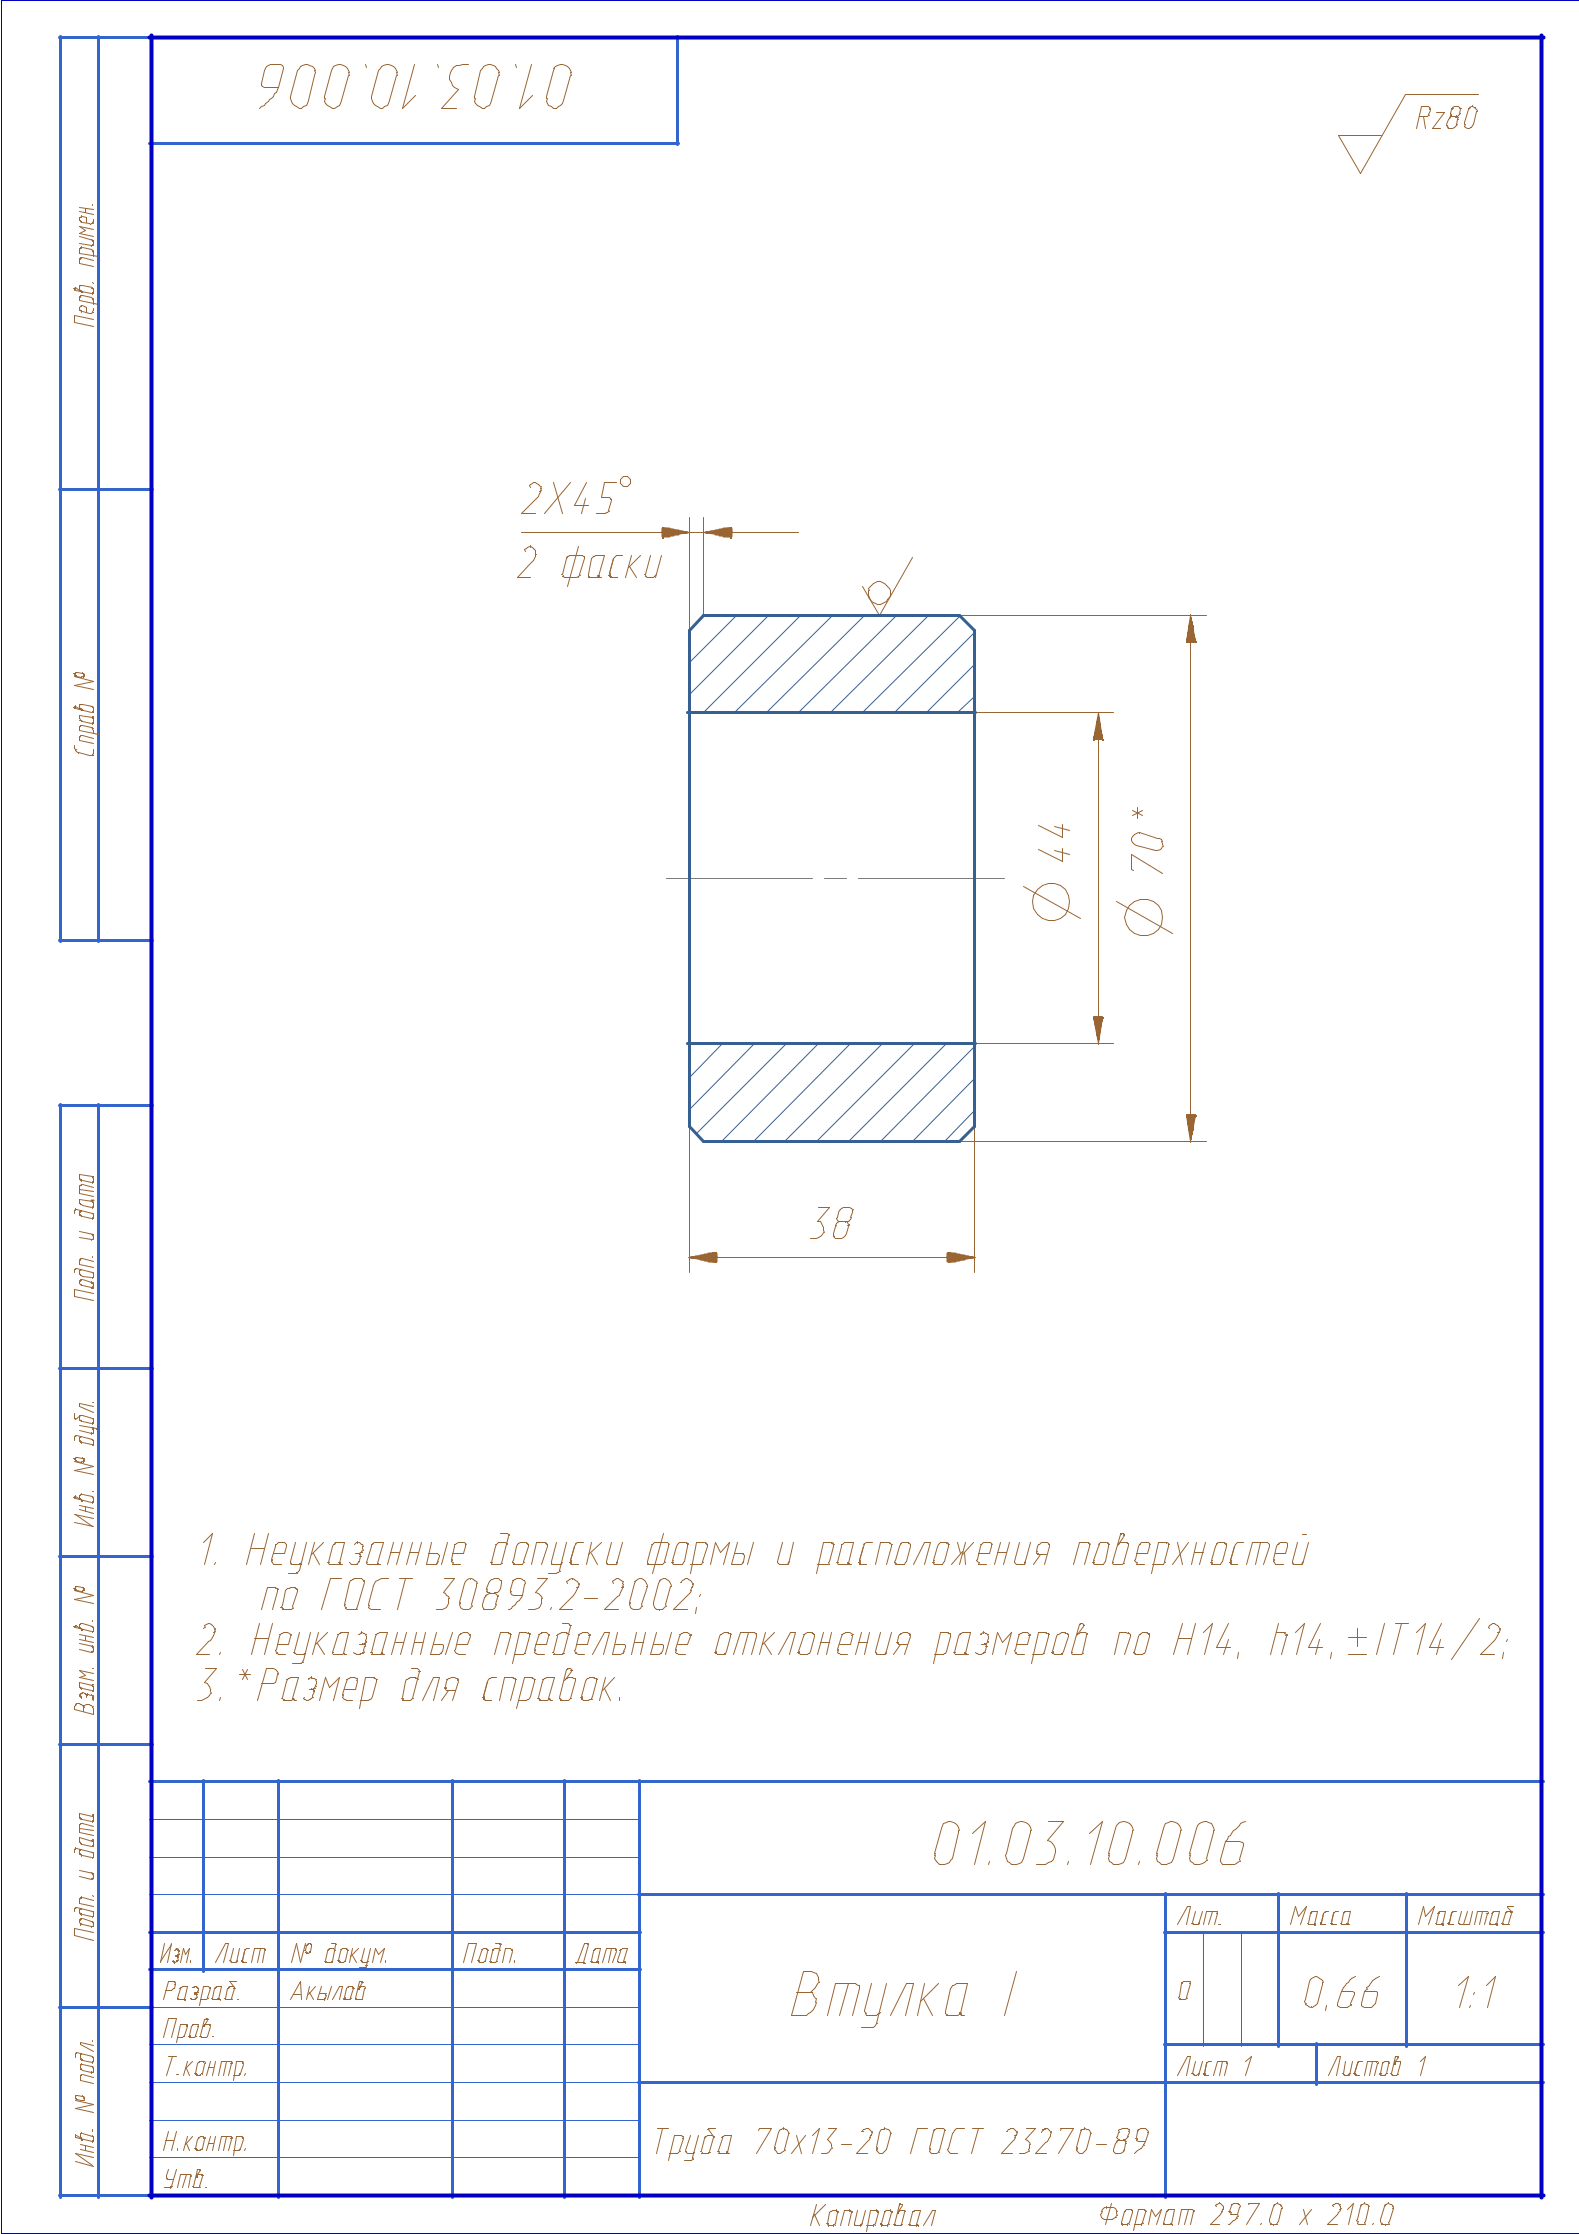 01.03.10.006
Rz80
Перв. примен.
Справ №
Подп. и дата
Инв. № дубл.
Взам. инв. №
Подп. и дата
Инв. № подл.
2X45°
2 фаски
Ø 44
Ø 70*
38
1. Неуказанные допуски формы и расположения поверхностей
по ГОСТ 30893.2-2002;
2. Неуказанные предельные отклонения размеров по H14, h14,±IT14/2;
3.*Размер для справок.
01.03.10.006
Изм. Лист № докум. Подп. Дата
Разраб. Акылов
Пров.
Т.контр.
Н.контр.
Утв.
Втулка I
Лит. Масса Масштаб
а 0,66 1:1
Лист 1 Листов 1
Труба 70x13-20 ГОСТ 23270-89
Копировал Формат 297.0 x 210.0